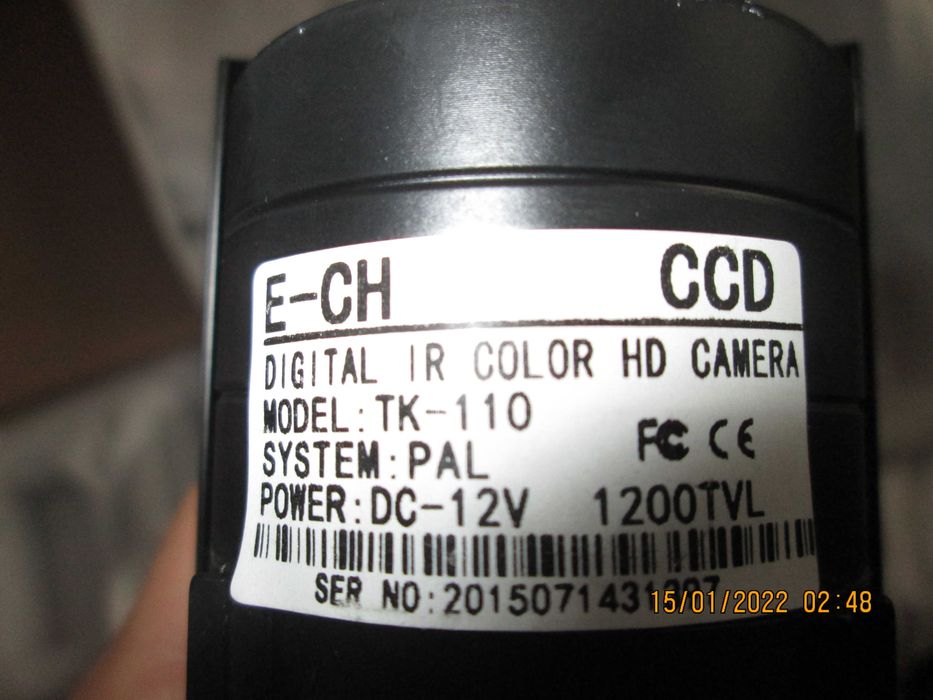 E-CH CCD
DIGITAL IR COLOR HD CAMERA
MODEL:TK-110
FC CE
SYSTEM:PAL
POWER:DC-12V 1200TVL
SER NO:
15/01/2022 02:48